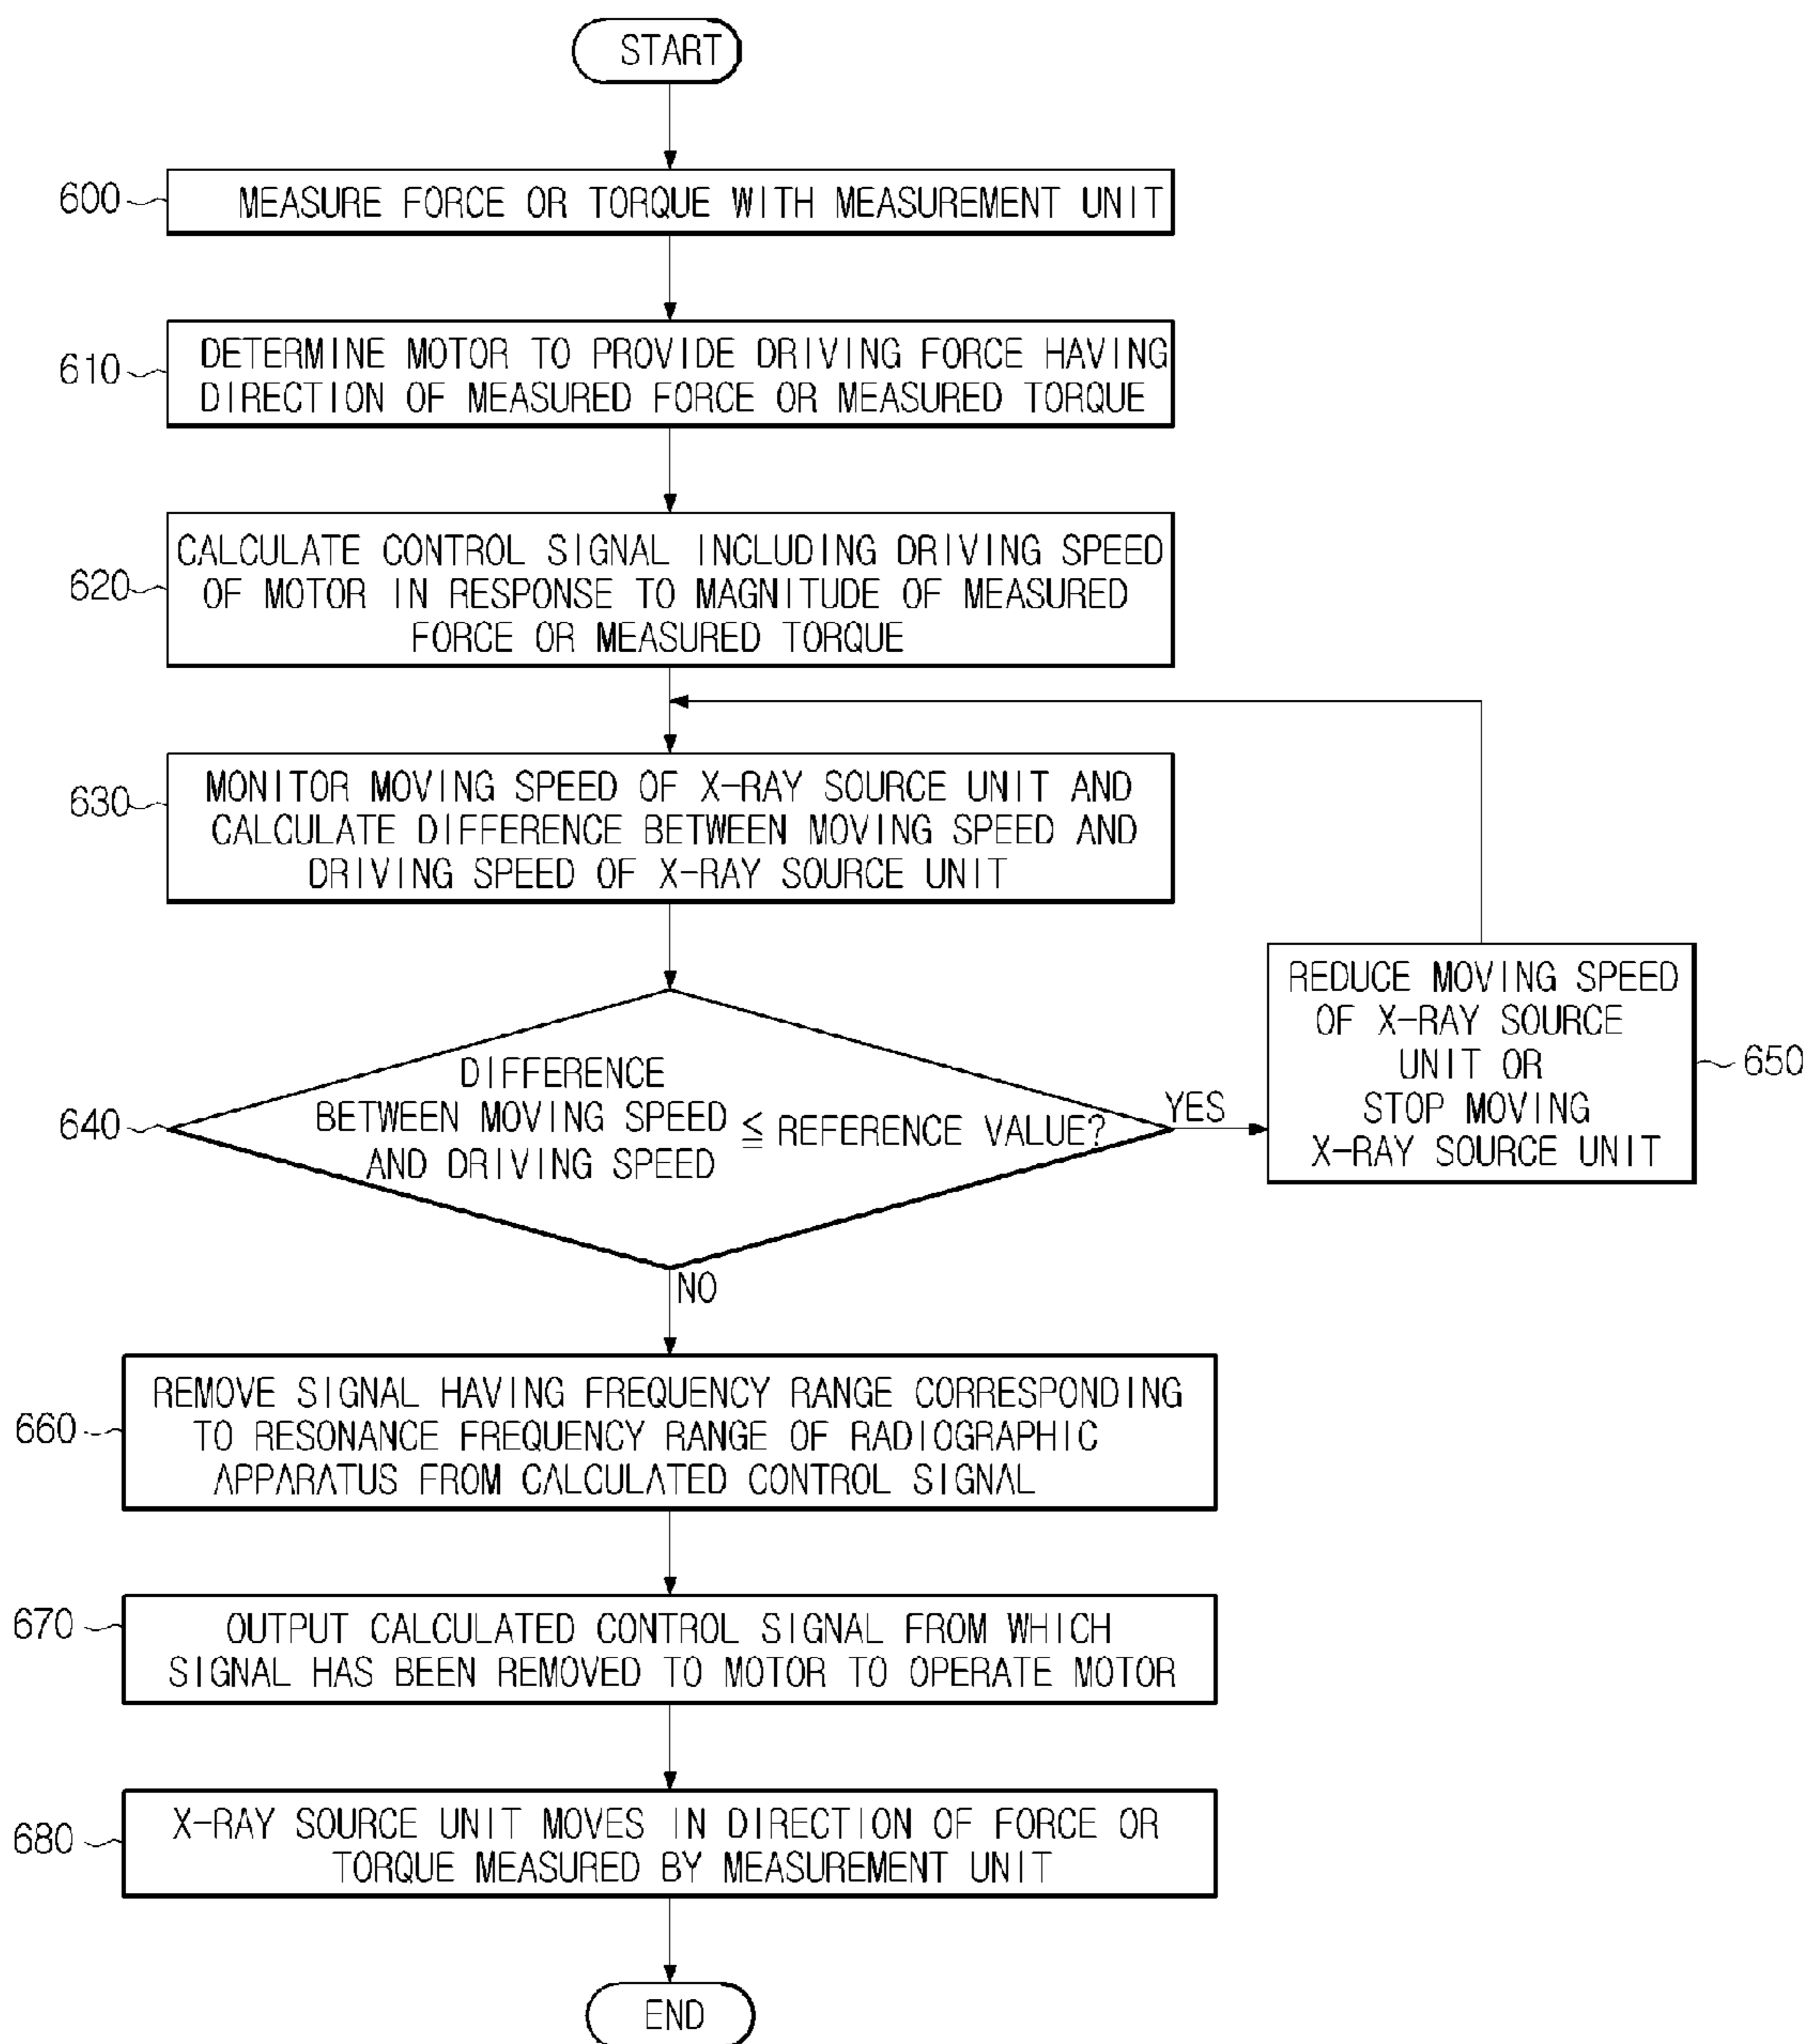 START
600
MEASURE FORCE OR TORQUE WITH MEASUREMENT UNIT
610
DETERMINE MOTOR TO PROVIDE DRIVING FORCE HAVING
DIRECTION OF MEASURED FORCE OR MEASURED TORQUE
620
CALCULATE CONTROL SIGNAL INCLUDING DRIVING SPEED
OF MOTOR IN RESPONSE TO MAGNITUDE OF MEASURED
FORCE OR MEASURED TORQUE
630
MONITOR MOVING SPEED OF X-RAY SOURCE UNIT AND
CALCULATE DIFFERENCE BETWEEN MOVING SPEED AND
DRIVING SPEED OF X-RAY SOURCE UNIT
640
DIFFERENCE
BETWEEN MOVING SPEED
AND DRIVING SPEED
≦ REFERENCE VALUE?
YES
REDUCE MOVING SPEED
OF X-RAY SOURCE
UNIT OR
STOP MOVING
X-RAY SOURCE UNIT
650
NO
660
REMOVE SIGNAL HAVING FREQUENCY RANGE CORRESPONDING
TO RESONANCE FREQUENCY RANGE OF RADIOGRAPHIC
APPARATUS FROM CALCULATED CONTROL SIGNAL
670
OUTPUT CALCULATED CONTROL SIGNAL FROM WHICH
SIGNAL HAS BEEN REMOVED TO MOTOR TO OPERATE MOTOR
680
X-RAY SOURCE UNIT MOVES IN DIRECTION OF FORCE OR
TORQUE MEASURED BY MEASUREMENT UNIT
END